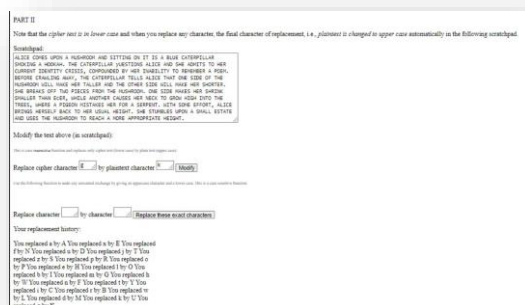 PART II
Note that the cipher text is in lower case and when you replace any character, the final character of replacement, i.e., plaintext is changed to upper case automatically in the following scratchpad.
Scratchpad:
ALICE COMES UPON A MUSHROOM AND SITTING ON IT IS A BLUE CATERPILLAR
SMOKING A HOOKAH. THE CATERPILLAR yUESTIONS ALICE AND SHE ADMITS TO HER
CURRENT IDENTITY CRISIS, COMPOUNDED BY HER INABILITY TO REMEMBER A POEM.
BEFORE CRAWLING AWAY, THE CATERPILLAR TELLS ALICE THAT ONE SIDE OF THE
MUSHROOM WILL MAKE HER TALLER AND THE OTHER SIDE WILL MAKE HER SHORTER.
SHE BREAKS OFF TWO PIECES FROM THE MUSHROOM. ONE SIDE MAKES HER SHRINK
SMALLER THAN EVER, WHILE ANOTHER CAUSES HER NECK TO GROW HIGH INTO THE
TREES, WHERE A PIGEON MISTAKES HER FOR A SERPENT. WITH SOME EFFORT, ALICE
BRINGS HERSELF BACK TO HER USUAL HEIGHT. SHE STUMBLES UPON A SMALL ESTATE
AND USES THE MUSHROOM TO REACH A MORE APPROPRIATE HEIGHT.
Modify the text above (in scratchpad):
Replace cipher character by plaintext character Modify
Replace character by character Replace these exact characters
Your replacement history:
You replaced a by A You replaced n by E You replaced
f by N You replaced u by D You replaced j by T You
replaced z by S You replaced p by R You replaced o
by P You replaced e by H You replaced l by O You
replaced b by I You replaced m by G You replaced h
by W You replaced n by F You replaced t by Y You
replaced i by C You replaced r by B You replaced w
by L You replaced d by M You replaced k by U You